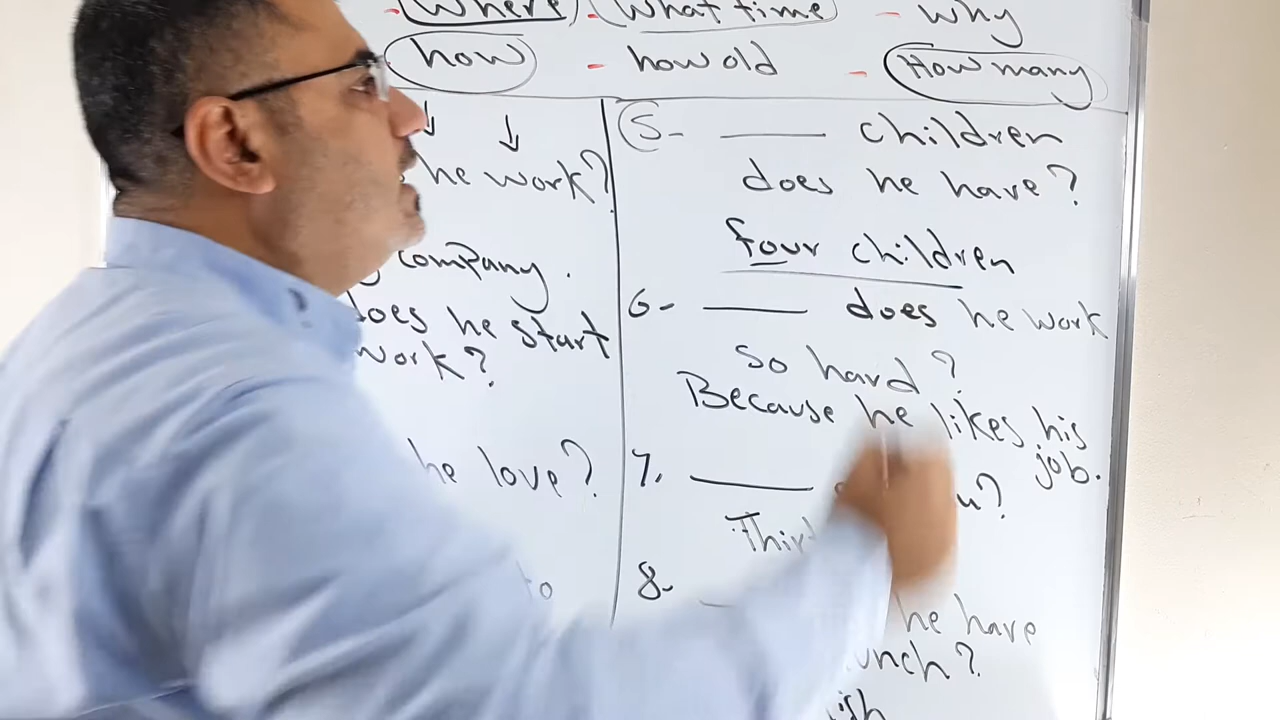 - Where - What time - why
how - how old - How many
he work?
company.
does he start
work?
he love?
to
5- ____ children
does he have?
four children
6- ____ does he work
so hard?
Because he likes his
job.
7. ____
8- ____ he have
lunch?